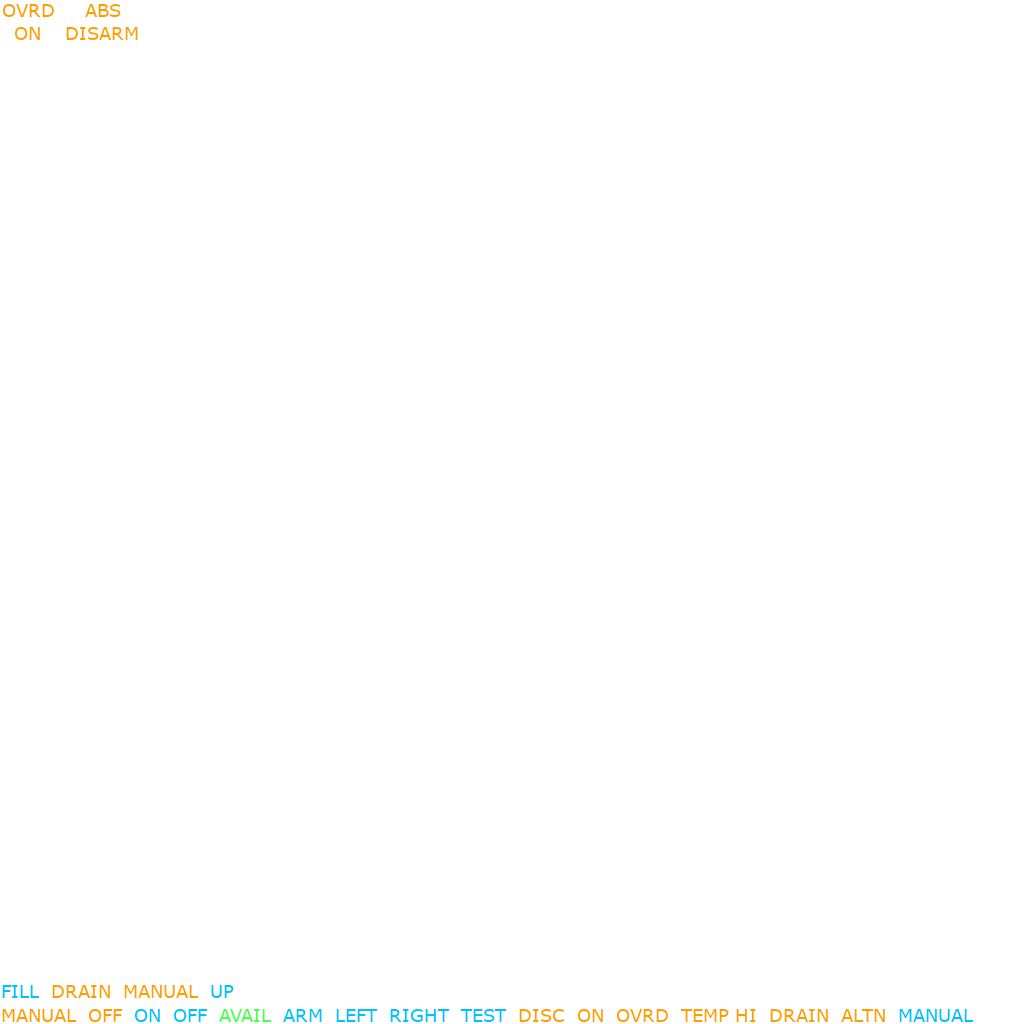 OVRD ABS
ON DISARM
FILL DRAIN MANUAL UP
MANUAL OFF ON OFF AVAIL ARM LEFT RIGHT TEST DISC ON OVRD TEMP HI DRAIN ALTN MANUAL